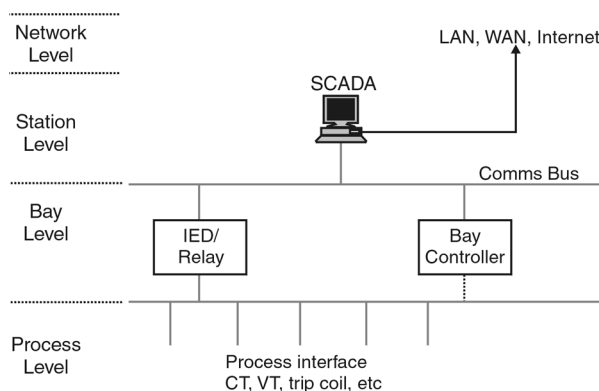 Network
Level
LAN, WAN, Internet
SCADA
Station
Level
Comms Bus
Bay
Level
IED/
Relay
Bay
Controller
Process
Level
Process interface
CT, VT, trip coil, etc